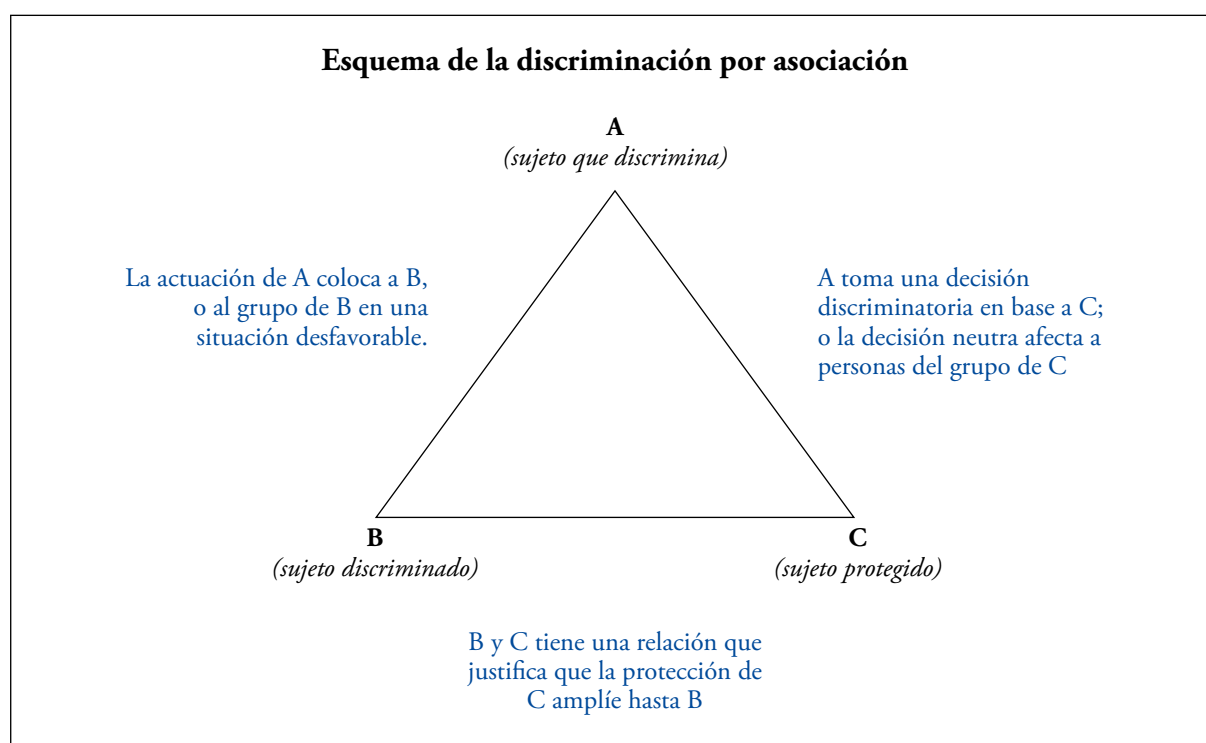 Esquema de la discriminación por asociación
A
(sujeto que discrimina)
La actuación de A coloca a B,
o al grupo de B en una
situación desfavorable.
A toma una decisión
discriminatoria en base a C;
o la decisión neutra afecta a
personas del grupo de C
B
(sujeto discriminado)
C
(sujeto protegido)
B y C tiene una relación que
justifica que la protección de
C amplíe hasta B